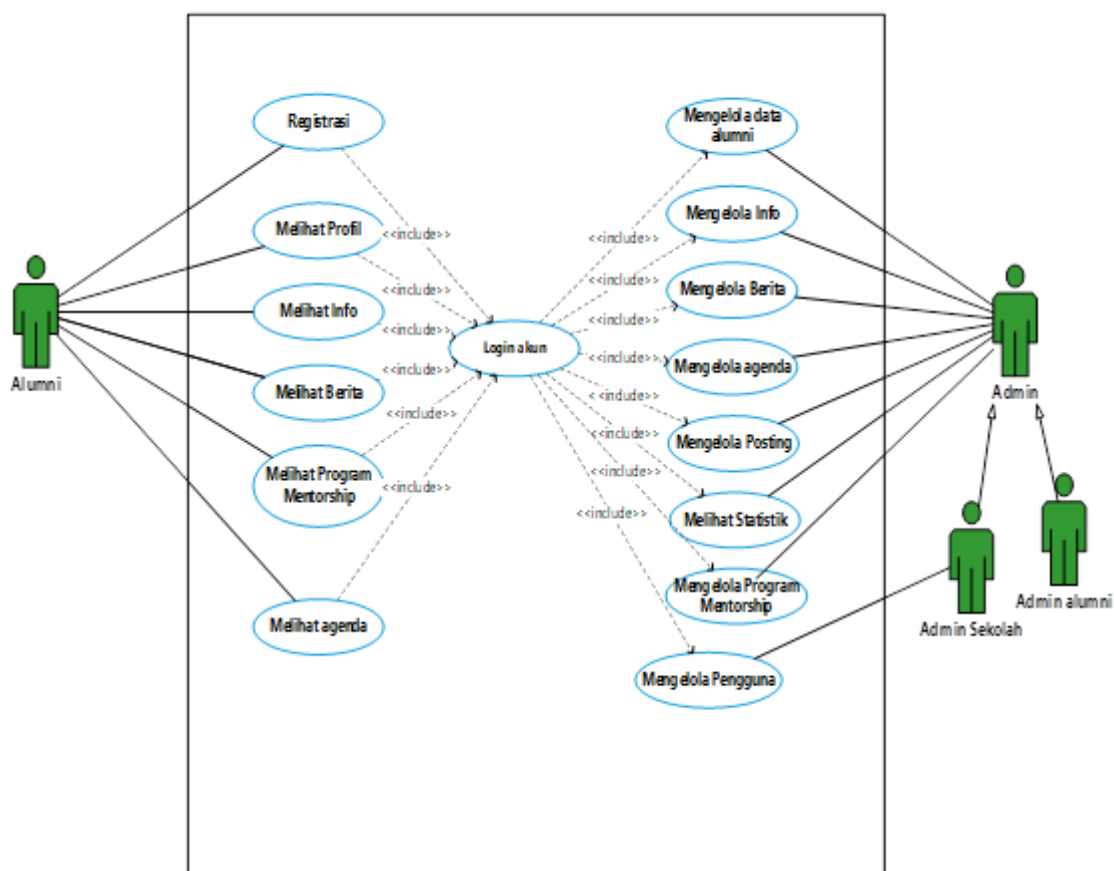 Registrasi
Melihat Profil
Melihat Info
Melihat Berita
Melihat Program
Mentorship
Melihat agenda
Alumni
<<include>>
<<include>>
<<include>>
<<include>>
<<include>>
Login akun
<<include>>
<<include>>
<<include>>
<<include>>
<<include>>
<<include>>
<<include>>
<<include>>
Mengelola data
alumni
Mengelola Info
Mengelola Berita
Mengelola agenda
Mengelola Posting
Melihat Statistik
Mengelola Program
Mentorship
Mengelola Pengguna
Admin
Admin Sekolah
Admin alumni